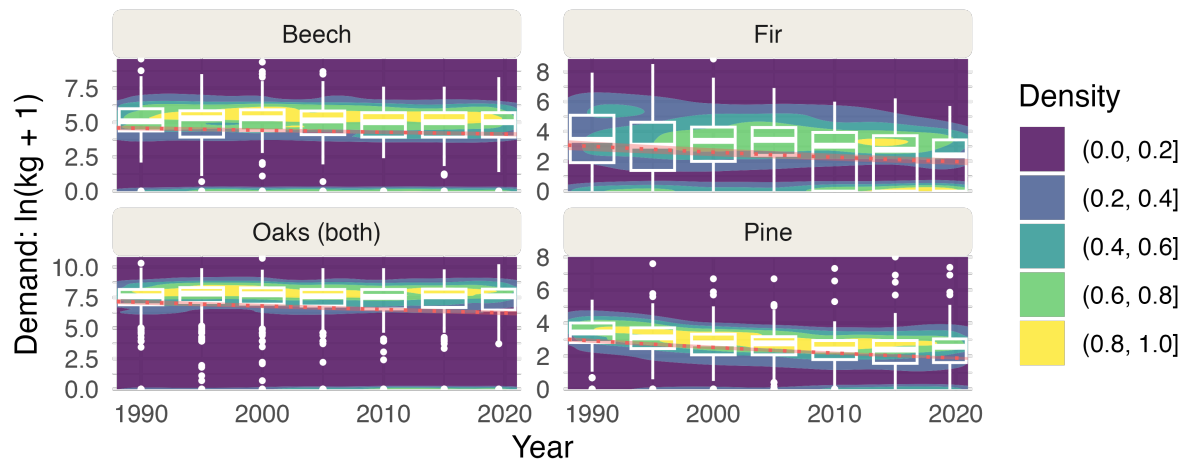 Beech
Fir
7.5
5.0
2.5
0.0
8
6
4
2
0
Density
(0.0, 0.2]
(0.2, 0.4]
(0.4, 0.6]
(0.6, 0.8]
(0.8, 1.0]
Demand: ln(kg + 1)
Oaks (both)
Pine
10.0
7.5
5.0
2.5
0.0
8
6
4
2
0
1990 2000 2010 2020
1990 2000 2010 2020
Year